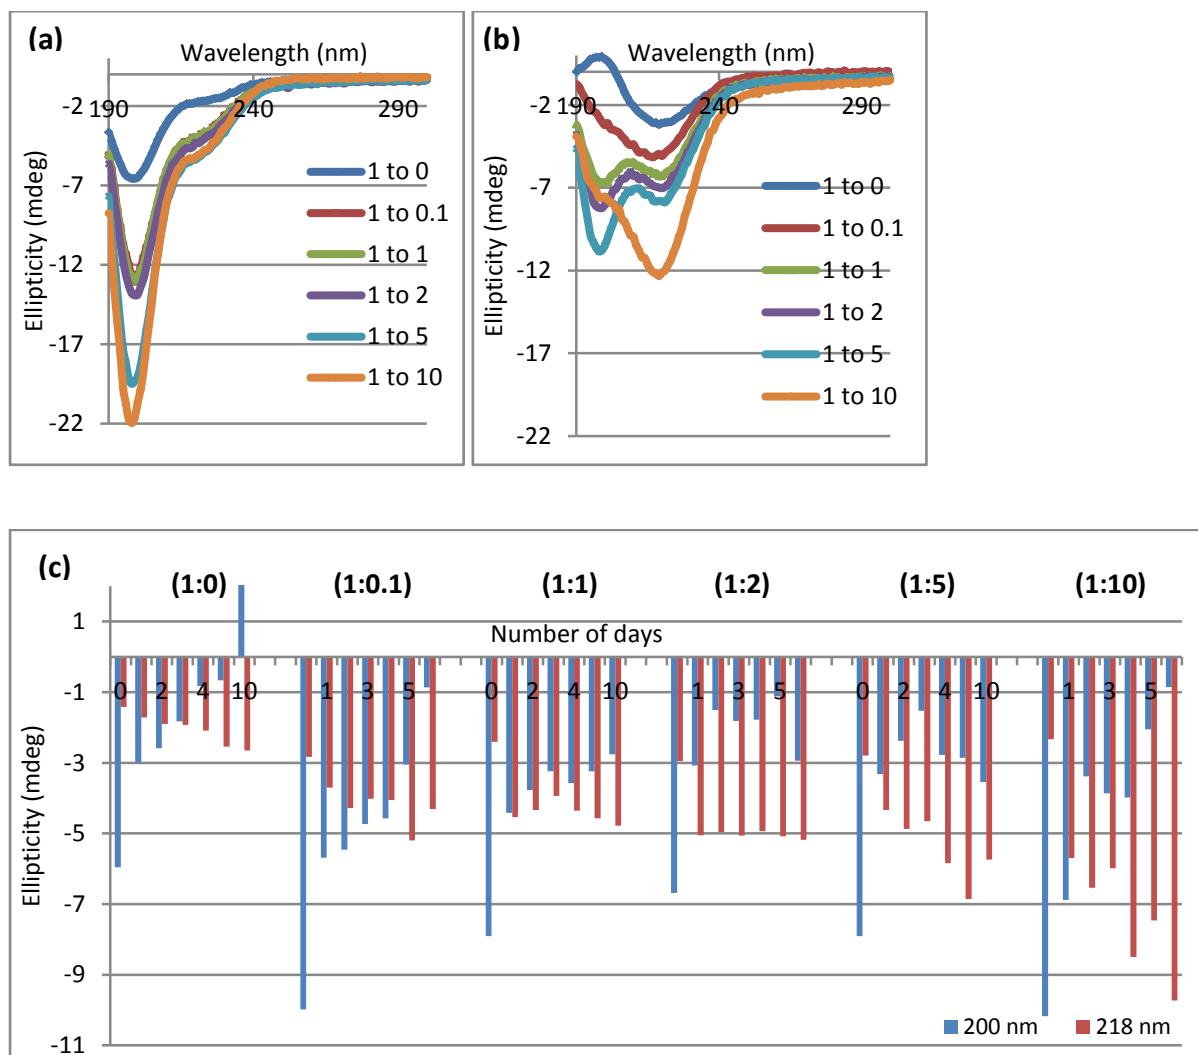 (a)
Wavelength (nm)
190
240
290
-2
-7
-12
-17
-22
Ellipticity (mdeg)
1 to 0
1 to 0.1
1 to 1
1 to 2
1 to 5
1 to 10
(b)
Wavelength (nm)
190
240
290
-2
-7
-12
-17
-22
Ellipticity (mdeg)
1 to 0
1 to 0.1
1 to 1
1 to 2
1 to 5
1 to 10
(c)
(1:0) (1:0.1) (1:1) (1:2) (1:5) (1:10)
Number of days
1
-1
-3
-5
-7
-9
-11
Ellipticity (mdeg)
0 2 4 10 1 3 5 0 2 4 10 1 3 5 0 2 4 10 1 3 5
200 nm 218 nm